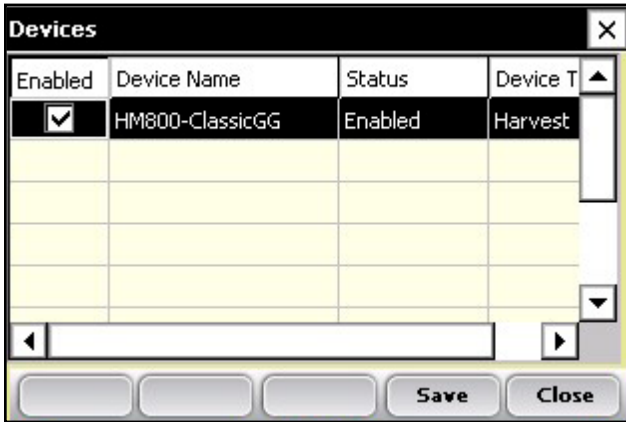 Devices
Enabled Device Name Status Device T
HM800-ClassicGG Enabled Harvest
Save Close